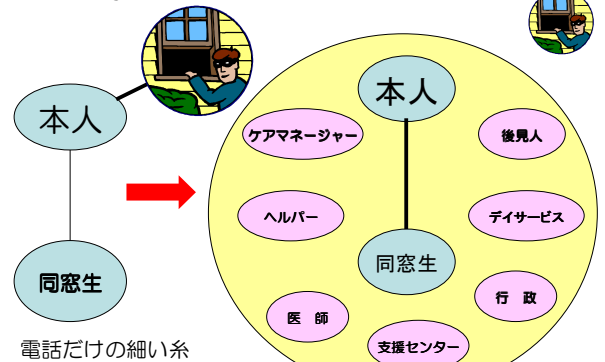 本人
同窓生
電話だけの細い糸
本人
ケアマネージャー
後見人
ヘルパー
デイサービス
同窓生
行　政
医　師
支援センター